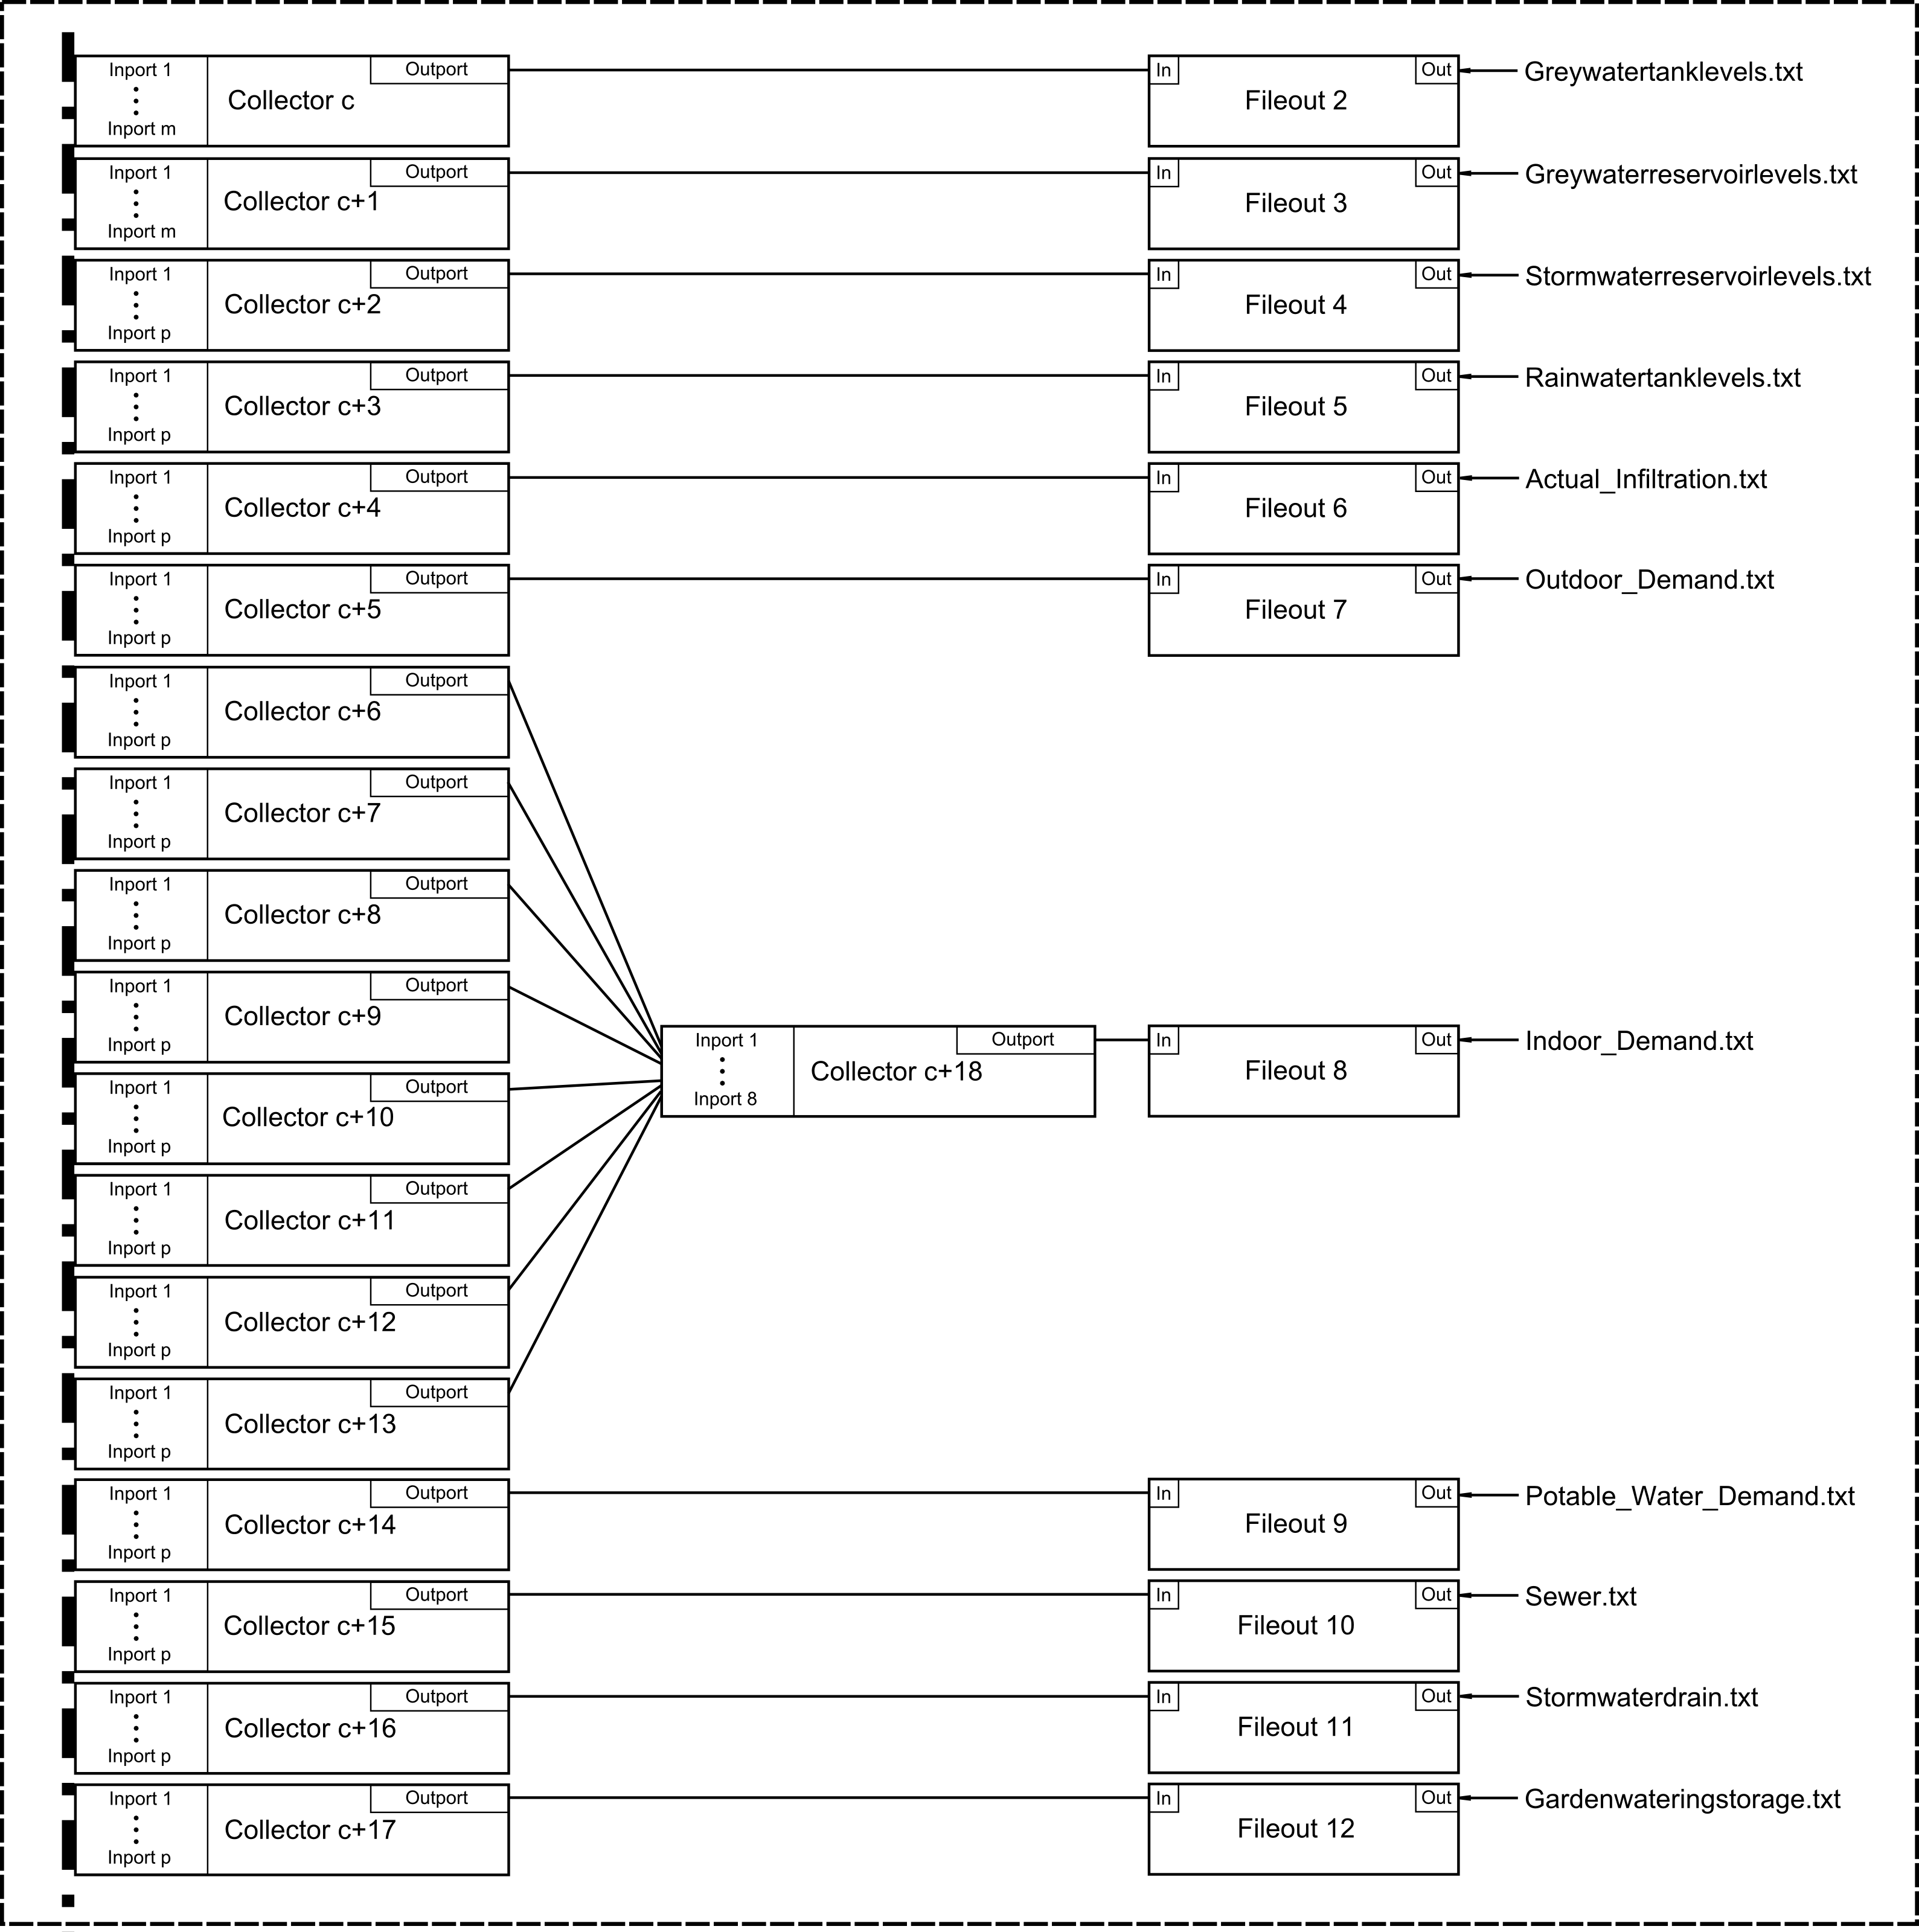 Inport 1
Inport m
Collector c
Outport
In
Fileout 2
Out
Greywatertanklevels.txt
Inport 1
Inport m
Collector c+1
Outport
In
Fileout 3
Out
Greywaterreservoirlevels.txt
Inport 1
Inport p
Collector c+2
Outport
In
Fileout 4
Out
Stormwaterreservoirlevels.txt
Inport 1
Inport p
Collector c+3
Outport
In
Fileout 5
Out
Rainwatertanklevels.txt
Inport 1
Inport p
Collector c+4
Outport
In
Fileout 6
Out
Actual_Infiltration.txt
Inport 1
Inport p
Collector c+5
Outport
In
Fileout 7
Out
Outdoor_Demand.txt
Inport 1
Inport p
Collector c+6
Outport
Inport 1
Inport p
Collector c+7
Outport
Inport 1
Inport p
Collector c+8
Outport
Inport 1
Inport p
Collector c+9
Outport
Inport 1
Inport p
Collector c+10
Outport
Inport 1
Inport p
Collector c+11
Outport
Inport 1
Inport p
Collector c+12
Outport
Inport 1
Inport p
Collector c+13
Outport
Inport 1
Inport 8
Collector c+18
Outport
In
Fileout 8
Out
Indoor_Demand.txt
Inport 1
Inport p
Collector c+14
Outport
In
Fileout 9
Out
Potable_Water_Demand.txt
Inport 1
Inport p
Collector c+15
Outport
In
Fileout 10
Out
Sewer.txt
Inport 1
Inport p
Collector c+16
Outport
In
Fileout 11
Out
Stormwaterdrain.txt
Inport 1
Inport p
Collector c+17
Outport
In
Fileout 12
Out
Gardenwateringstorage.txt